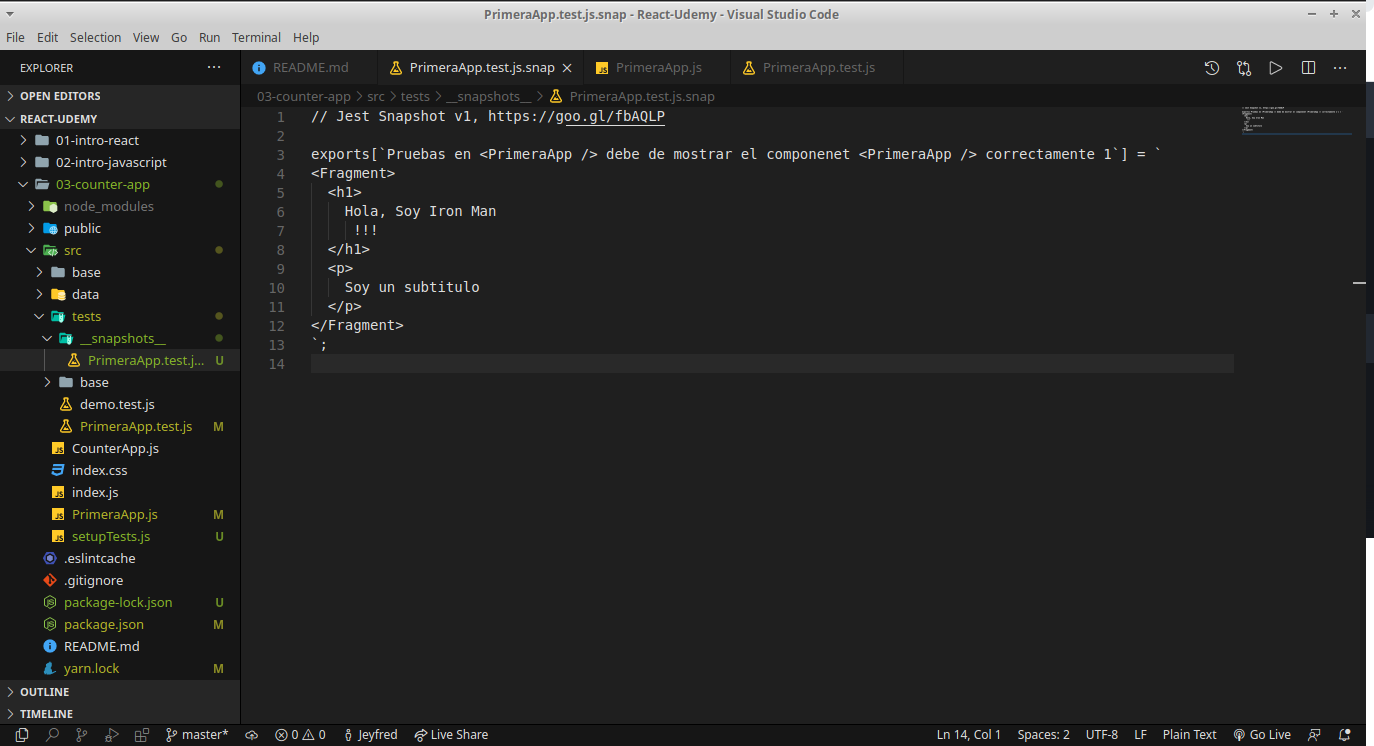 PrimeraApp.test.js.snap - React-Udemy - Visual Studio Code
File Edit Selection View Go Run Terminal Help
EXPLORER
README.md PrimeraApp.test.js.snap PrimeraApp.js PrimeraApp.test.js
03-counter-app > src > tests > __snapshots__ > PrimeraApp.test.js.snap
OPEN EDITORS
REACT-UDEMY
01-intro-react
02-intro-javascript
03-counter-app
node_modules
public
src
base
data
tests
__snapshots__
PrimeraApp.test.j... U
base
demo.test.js
PrimeraApp.test.js M
CounterApp.js
index.css
index.js
PrimeraApp.js M
setupTests.js U
.eslintcache
.gitignore
package-lock.json U
package.json M
README.md
yarn.lock M
OUTLINE
TIMELINE
1 // Jest Snapshot v1, https://goo.gl/fbAQLP
2
3 exports[`Pruebas en <PrimeraApp /> debe de mostrar el componenet <PrimeraApp /> correctamente 1`] = `
4 <Fragment>
5 <h1>
6 Hola, Soy Iron Man
7 !!!
8 </h1>
9 <p>
10 Soy un subtitulo
11 </p>
12 </Fragment>
13 `;
14
master* 0 0 Jeyfred Live Share Ln 14, Col 1 Spaces: 2 UTF-8 LF Plain Text Go Live